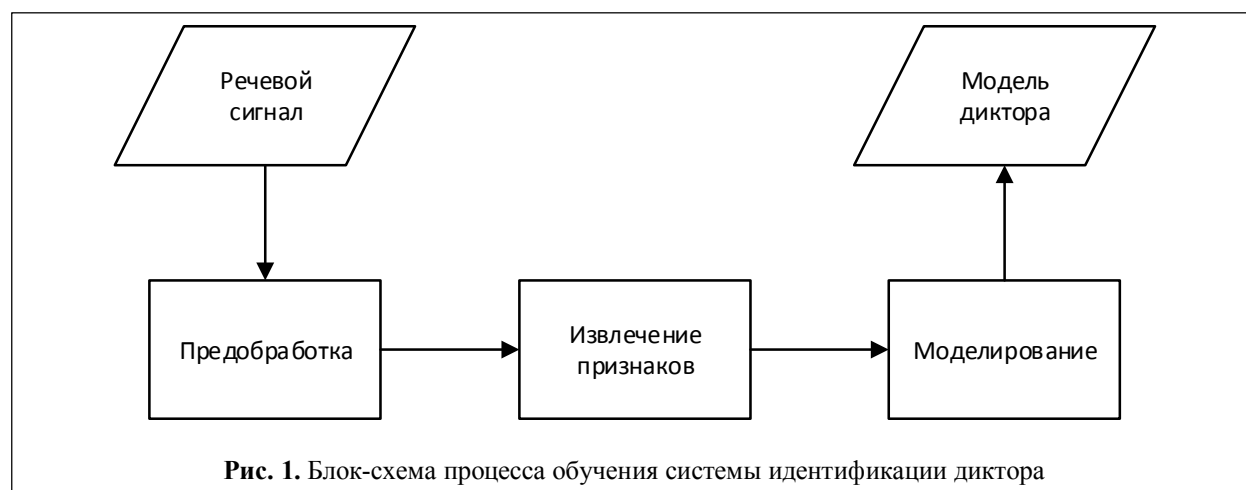 Речевой
сигнал
Модель
диктора
Предобработка
Извлечение
признаков
Моделирование
Рис. 1. Блок-схема процесса обучения системы идентификации диктора